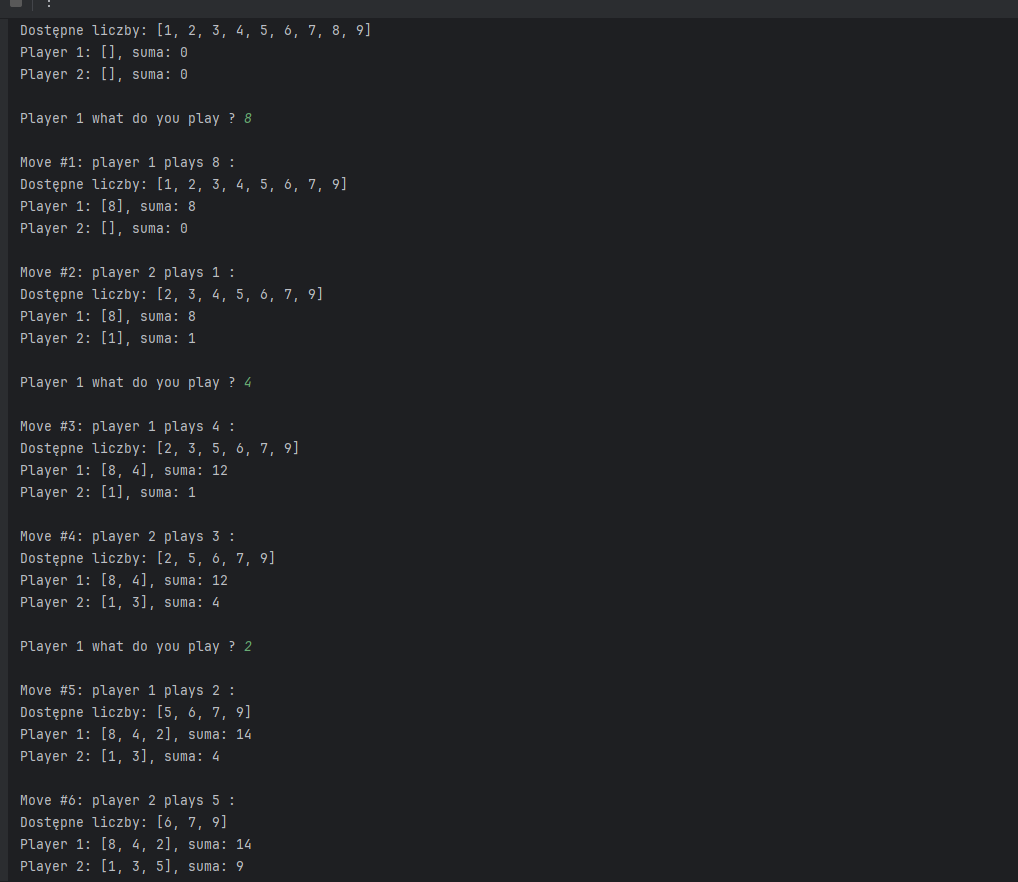 Dostępne liczby: [1, 2, 3, 4, 5, 6, 7, 8, 9]
Player 1: [], suma: 0
Player 2: [], suma: 0
Player 1 what do you play ? 8
Move #1: player 1 plays 8 :
Dostępne liczby: [1, 2, 3, 4, 5, 6, 7, 9]
Player 1: [8], suma: 8
Player 2: [], suma: 0
Move #2: player 2 plays 1 :
Dostępne liczby: [2, 3, 4, 5, 6, 7, 9]
Player 1: [8], suma: 8
Player 2: [1], suma: 1
Player 1 what do you play ? 4
Move #3: player 1 plays 4 :
Dostępne liczby: [2, 3, 5, 6, 7, 9]
Player 1: [8, 4], suma: 12
Player 2: [1], suma: 1
Move #4: player 2 plays 3 :
Dostępne liczby: [2, 5, 6, 7, 9]
Player 1: [8, 4], suma: 12
Player 2: [1, 3], suma: 4
Player 1 what do you play ? 2
Move #5: player 1 plays 2 :
Dostępne liczby: [5, 6, 7, 9]
Player 1: [8, 4, 2], suma: 14
Player 2: [1, 3], suma: 4
Move #6: player 2 plays 5 :
Dostępne liczby: [6, 7, 9]
Player 1: [8, 4, 2], suma: 14
Player 2: [1, 3, 5], suma: 9